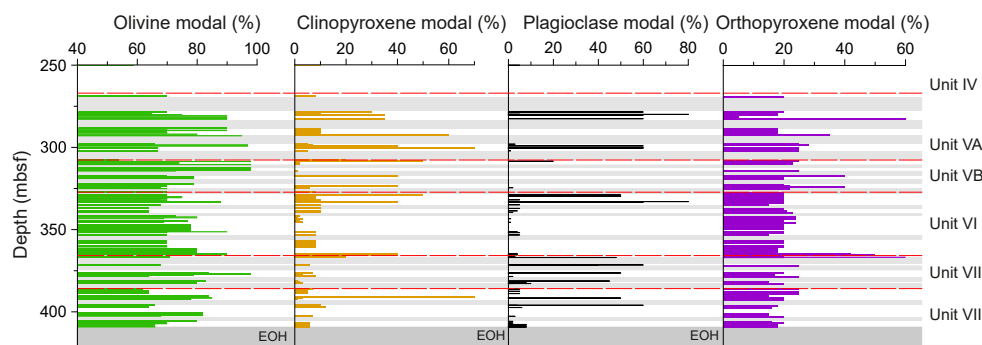 Olivine modal (%) Clinopyroxene modal (%) Plagioclase modal (%) Orthopyroxene modal (%)
40 60 80 100 0 20 40 60 0 20 40 60 80 0 20 40 60
Depth (mbsf)
250
Unit IV
300
Unit VA
Unit VB
350
Unit VI
Unit VII
400
Unit VII
EOH EOH